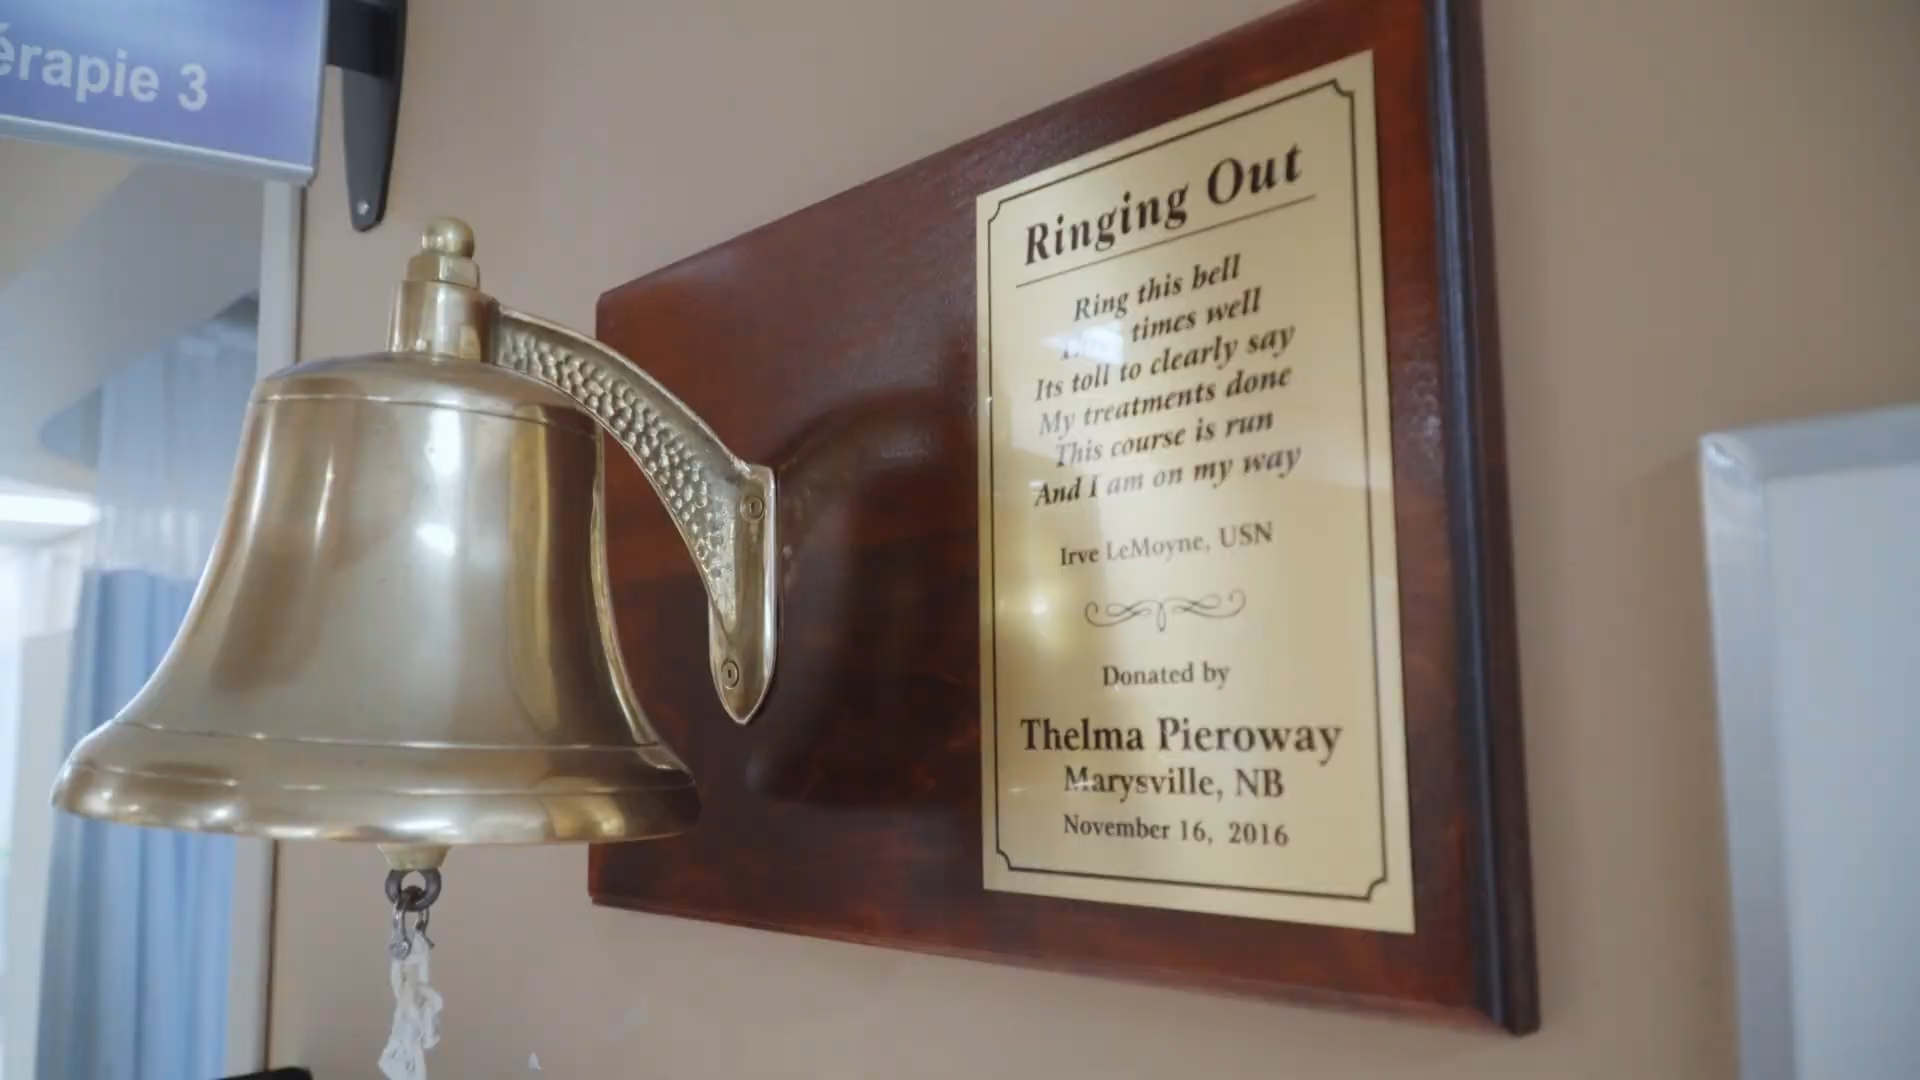 érapie 3
Ringing Out
Ring this bell
times well
Its toll to clearly say
My treatments done
This course is run
And I am on my way
Irve LeMoyne, USN
Donated by
Thelma Pieroway
Marysville, NB
November 16, 2016